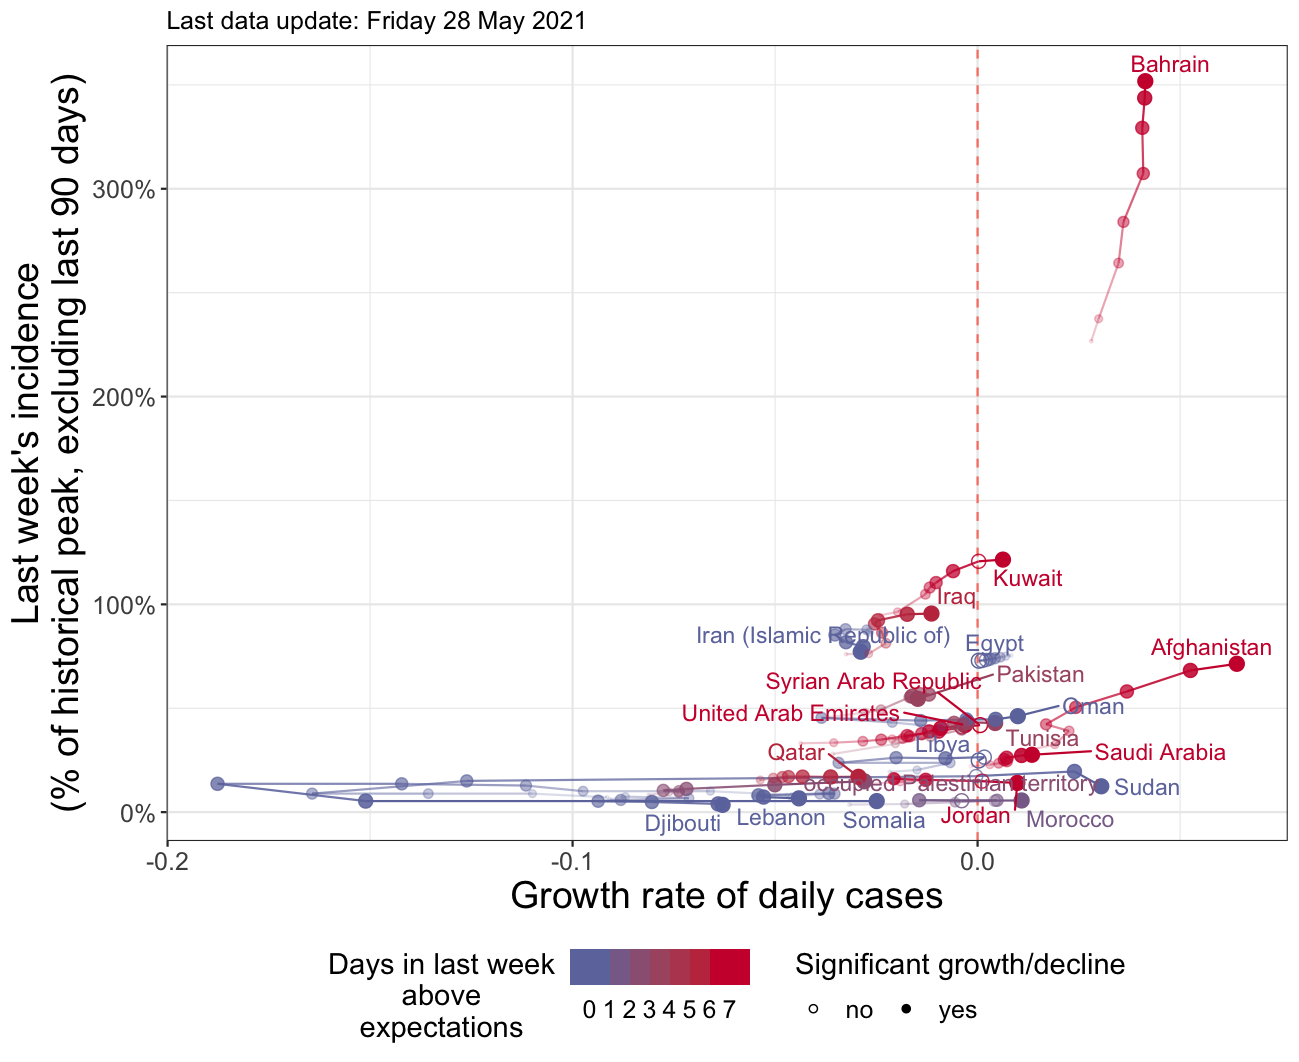 Last data update: Friday 28 May 2021
Last week's incidence
(% of historical peak, excluding last 90 days)
300%
200%
100%
0%
Bahrain
Kuwait
Iraq
Iran (Islamic Republic of)
Egypt
Afghanistan
Pakistan
Syrian Arab Republic
Oman
United Arab Emirates
Tunisia
Libya
Saudi Arabia
Qatar
occupied Palestinian territory
Sudan
Djibouti
Lebanon
Somalia
Jordan
Morocco
-0.2
-0.1
0.0
Growth rate of daily cases
Days in last week
above
expectations
0 1 2 3 4 5 6 7
Significant growth/decline
no
yes